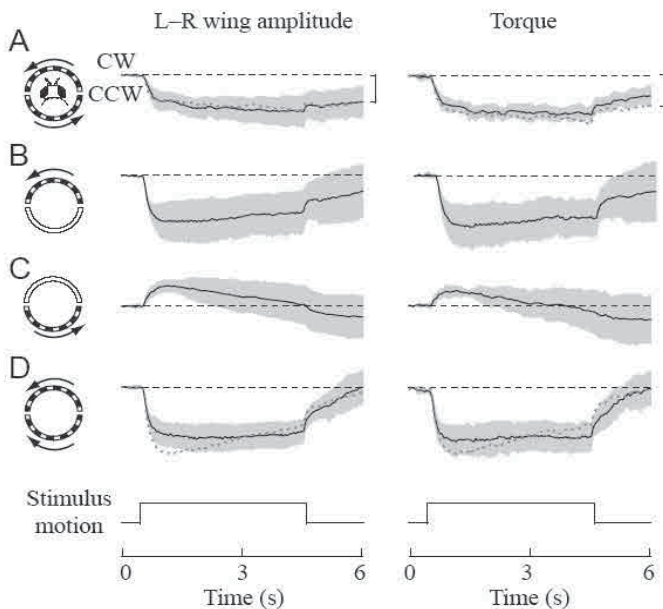 L–R wing amplitude
Torque
A
CW
CCW
B
C
D
Stimulus
motion
0
3
6
0
3
6
Time (s)
Time (s)